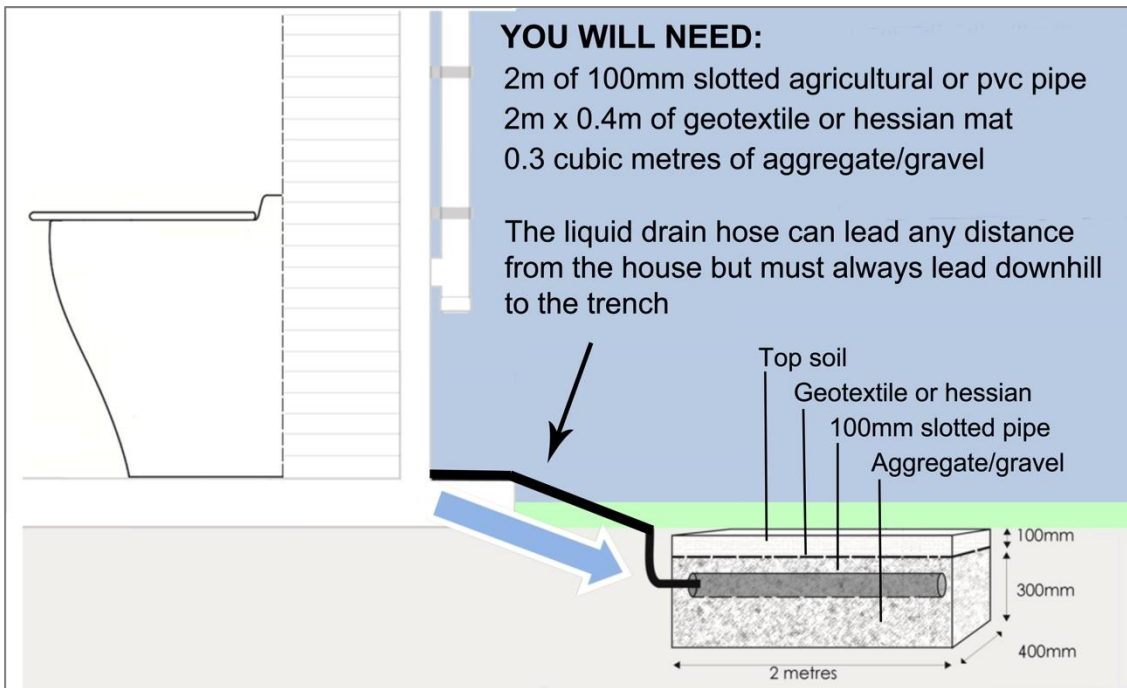 YOU WILL NEED:
2m of 100mm slotted agricultural or pvc pipe
2m x 0.4m of geotextile or hessian mat
0.3 cubic metres of aggregate/gravel
The liquid drain hose can lead any distance
from the house but must always lead downhill
to the trench
Top soil
Geotextile or hessian
100mm slotted pipe
Aggregate/gravel
100mm
300mm
400mm
2 metres